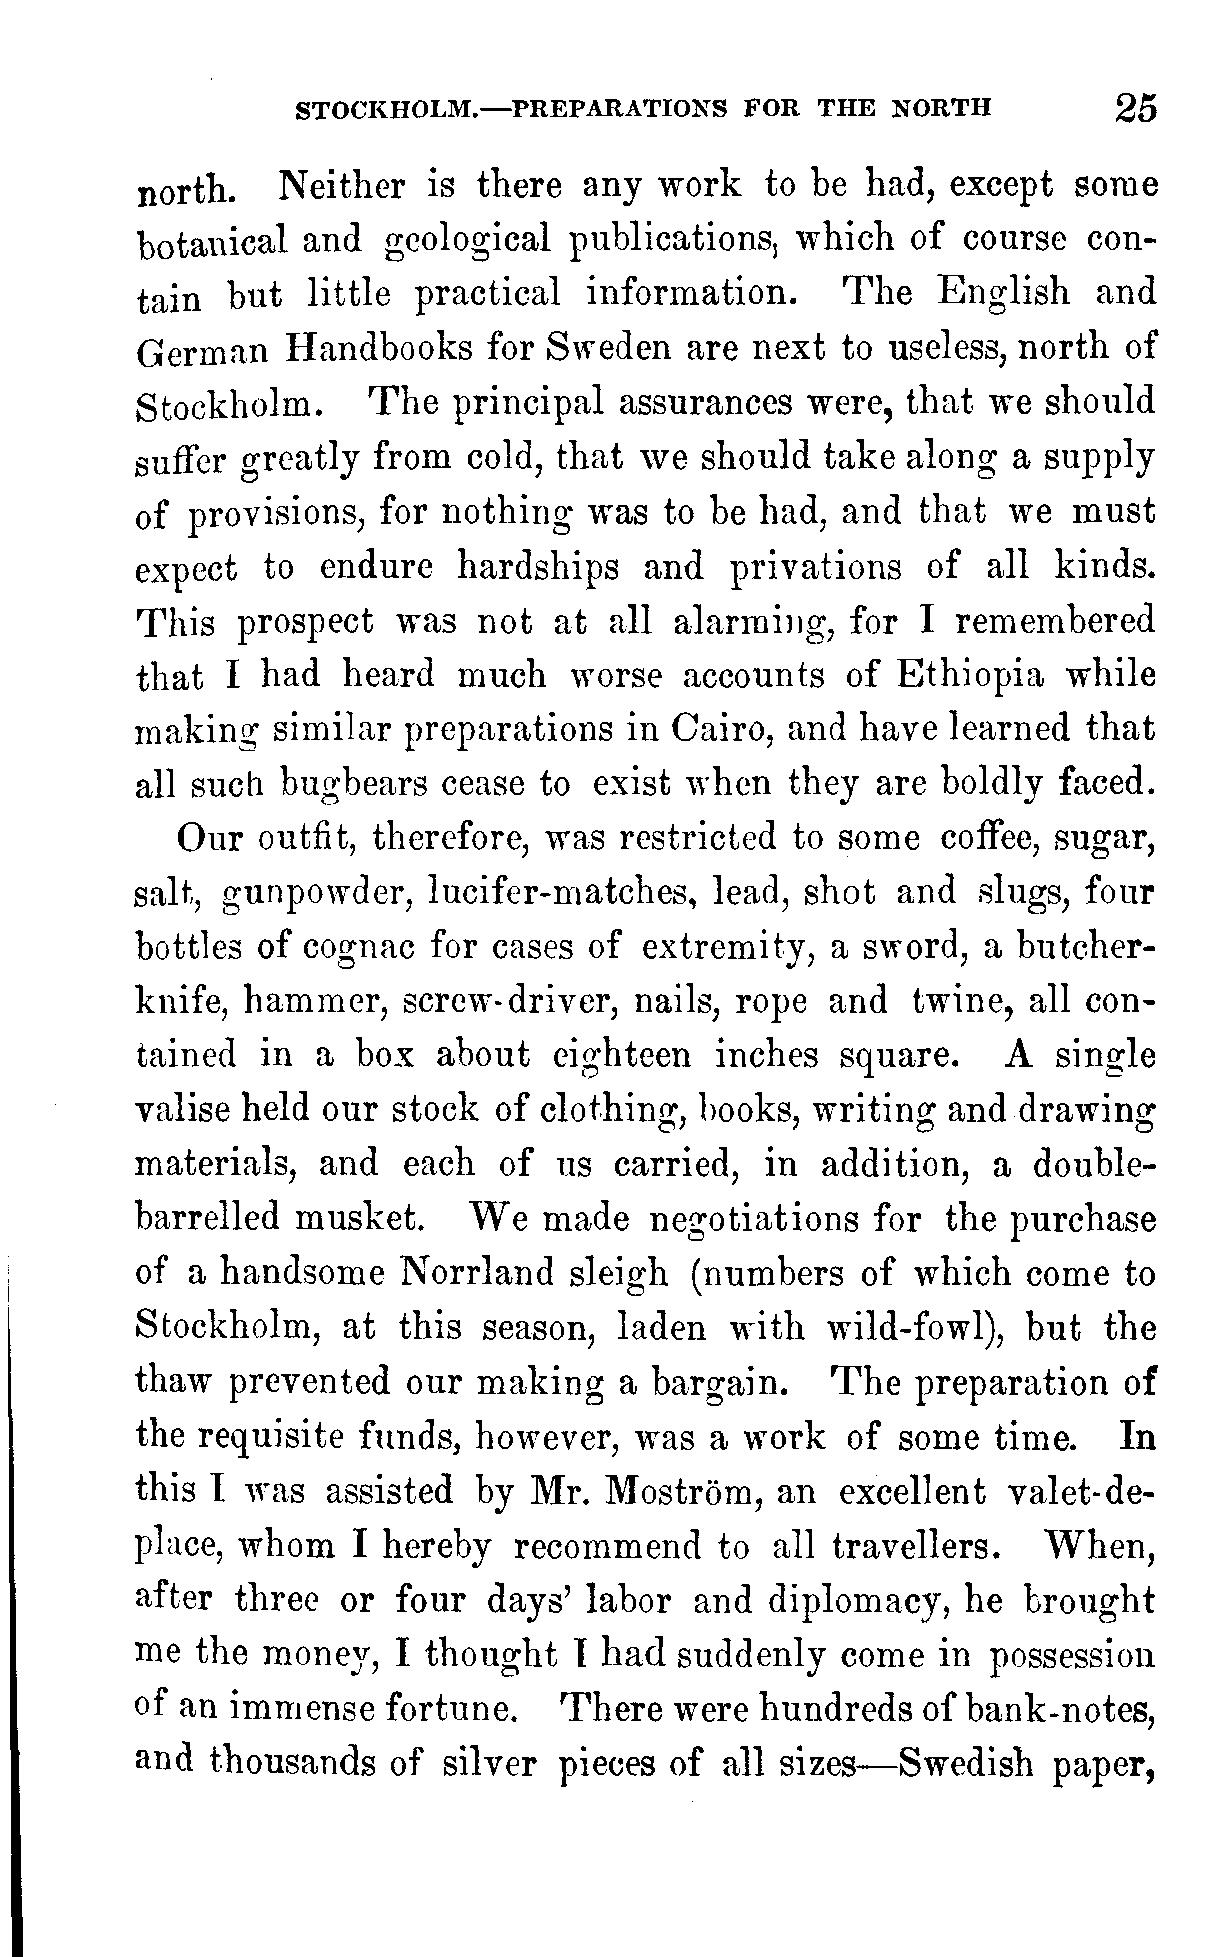 STOCKHOLM.—PREPARATIONS FOR THE NORTH 25
north. Neither is there any work to be had, except some
botanical and geological publications, which of course con-
tain but little practical information. The English and
German Handbooks for Sweden are next to useless, north of
Stockholm. The principal assurances were, that we should
suffer greatly from cold, that we should take along a supply
of provisions, for nothing was to be had, and that we must
expect to endure hardships and privations of all kinds.
This prospect was not at all alarming, for I remembered
that I had heard much worse accounts of Ethiopia while
making similar preparations in Cairo, and have learned that
all such bugbears cease to exist when they are boldly faced.
Our outfit, therefore, was restricted to some coffee, sugar,
salt, gunpowder, lucifer-matches, lead, shot and slugs, four
bottles of cognac for cases of extremity, a sword, a butcher-
knife, hammer, screw-driver, nails, rope and twine, all con-
tained in a box about eighteen inches square. A single
valise held our stock of clothing, books, writing and drawing
materials, and each of us carried, in addition, a double-
barrelled musket. We made negotiations for the purchase
of a handsome Norrland sleigh (numbers of which come to
Stockholm, at this season, laden with wild-fowl), but the
thaw prevented our making a bargain. The preparation of
the requisite funds, however, was a work of some time. In
this I was assisted by Mr. Moström, an excellent valet-de-
place, whom I hereby recommend to all travellers. When,
after three or four days' labor and diplomacy, he brought
me the money, I thought I had suddenly come in possession
of an immense fortune. There were hundreds of bank-notes,
and thousands of silver pieces of all sizes—Swedish paper,